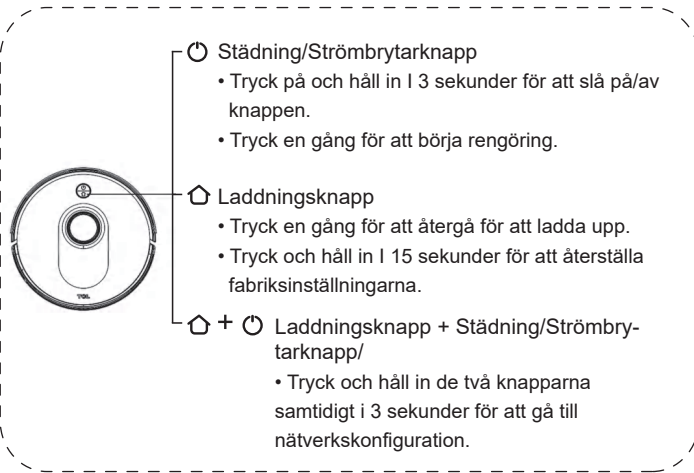 Städning/Strömbrytarknapp
• Tryck på och håll in I 3 sekunder för att slå på/av
knappen.
• Tryck en gång för att börja rengöring.
Laddningsknapp
• Tryck en gång för att återgå för att ladda upp.
• Tryck och håll in I 15 sekunder för att återställa
fabriksinställningarna.
TCL
+ Laddningsknapp + Städning/Strömbry-
tarknapp/
• Tryck och håll in de två knapparna
samtidigt i 3 sekunder för att gå till
nätverkskonfiguration.